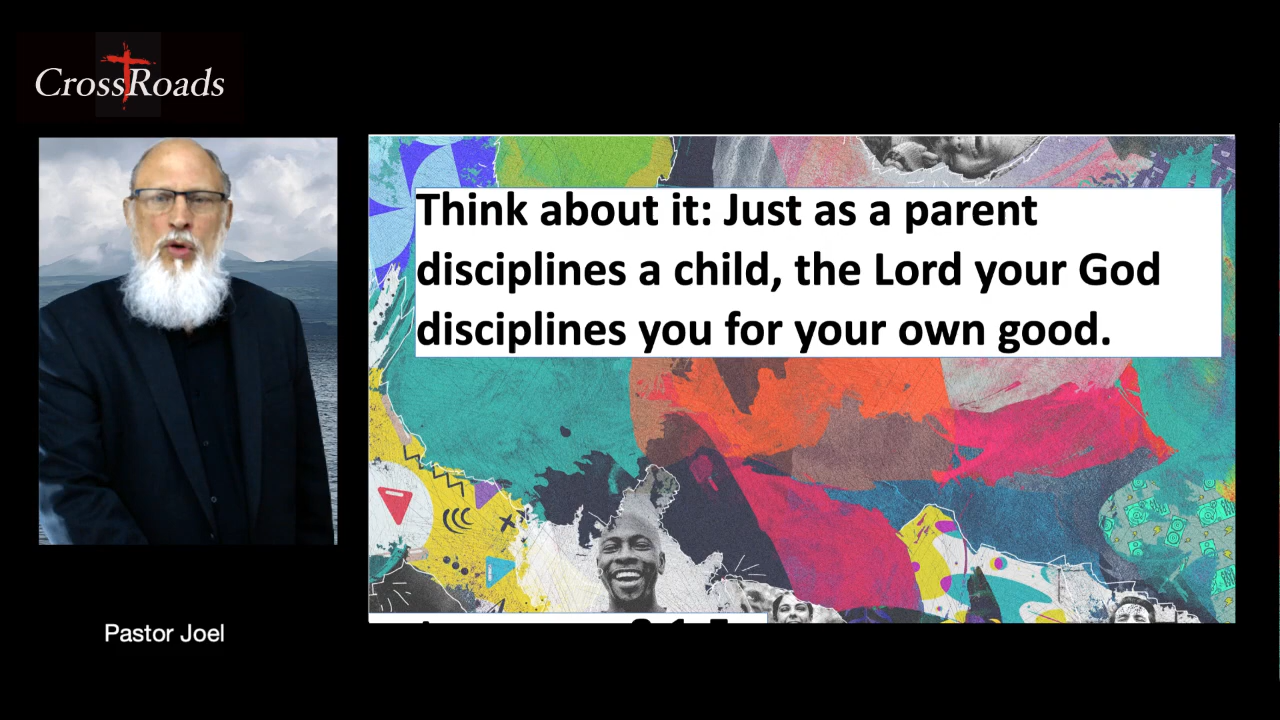 CrossRoads
Think about it: Just as a parent
disciplines a child, the Lord your God
disciplines you for your own good.
Pastor Joel